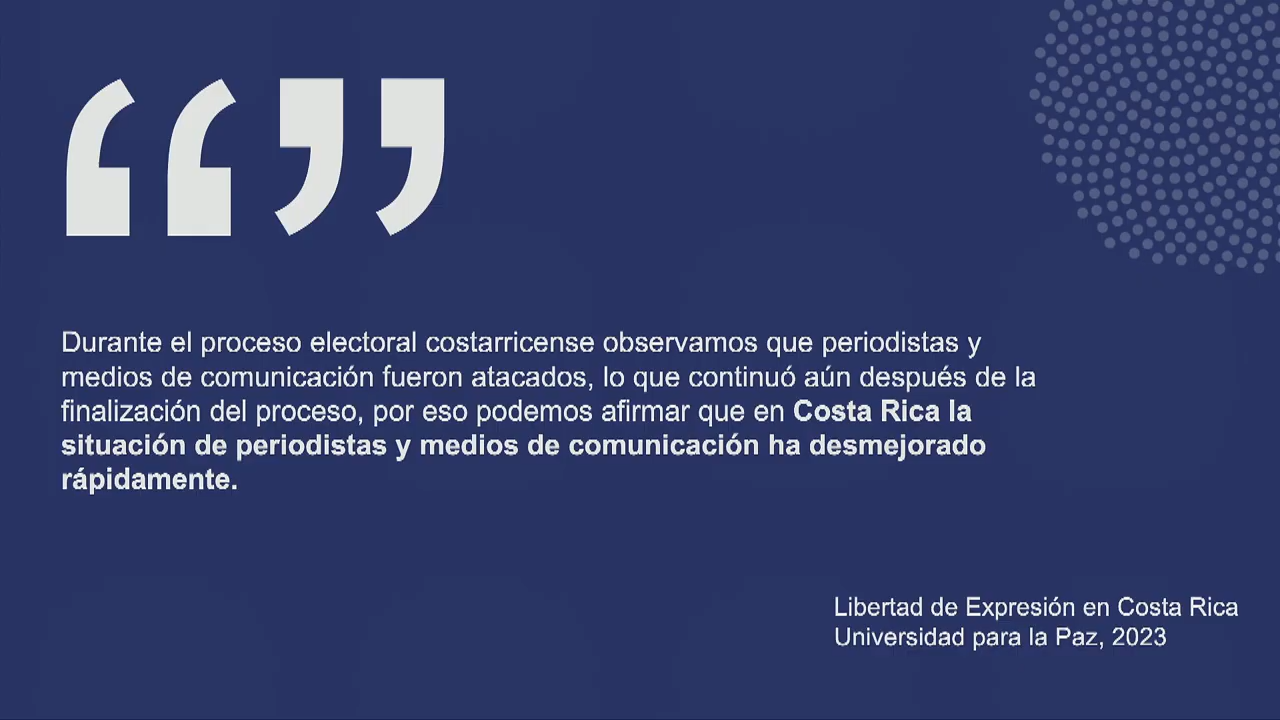 “ ”
Durante el proceso electoral costarricense observamos que periodistas y
medios de comunicación fueron atacados, lo que continuó aún después de la
finalización del proceso, por eso podemos afirmar que en Costa Rica la
situación de periodistas y medios de comunicación ha desmejorado
rápidamente.
Libertad de Expresión en Costa Rica
Universidad para la Paz, 2023